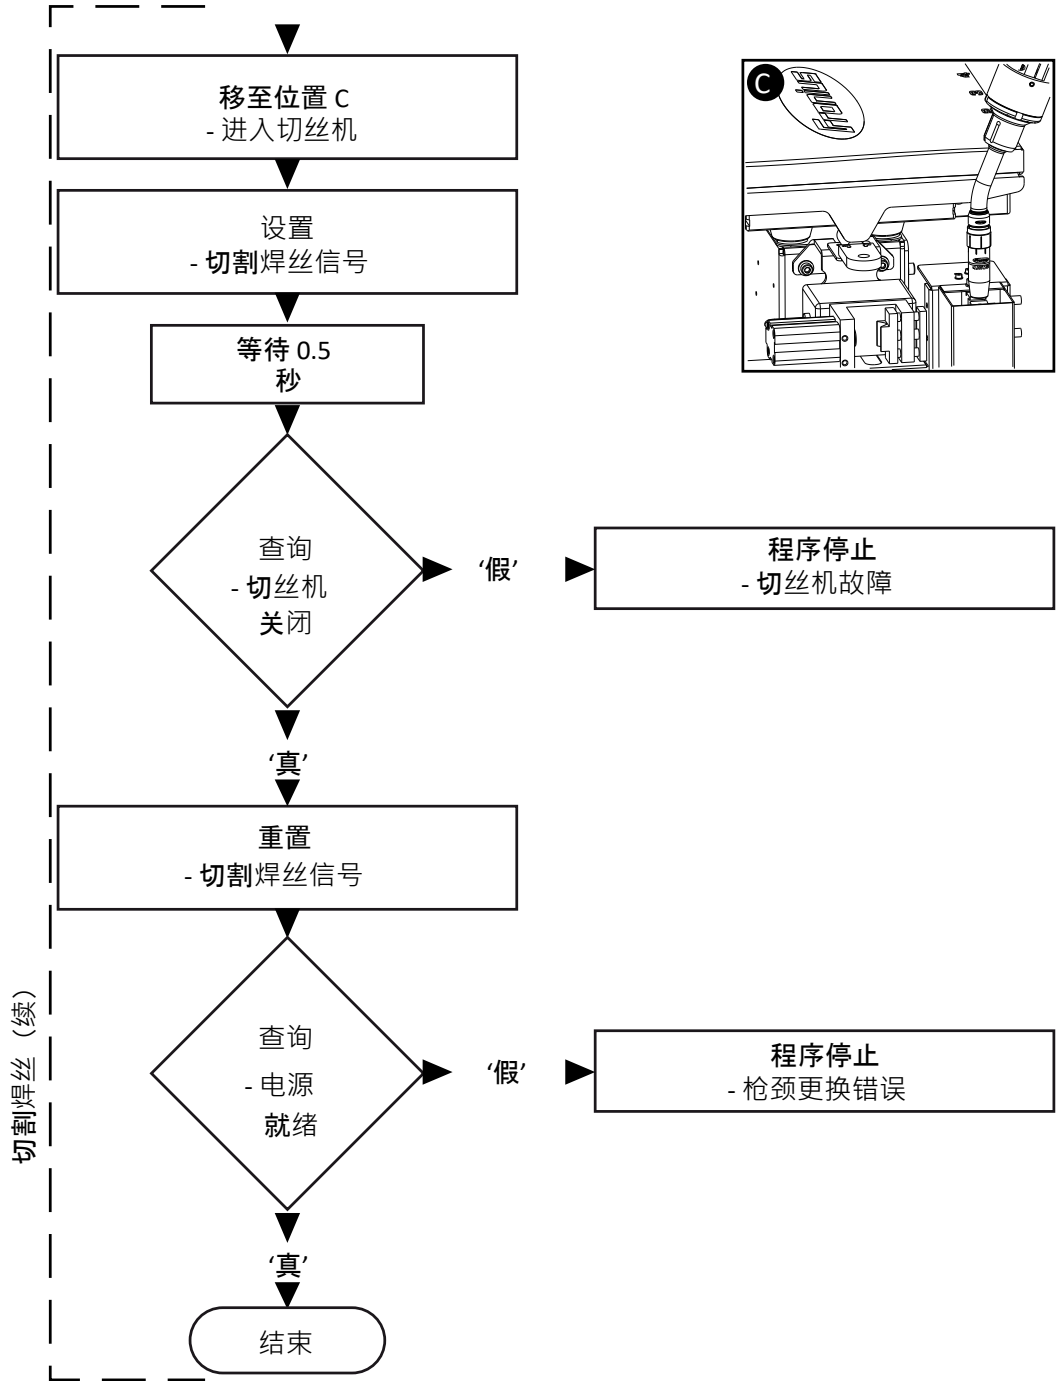 移至位置 C
- 进入切丝机
C
fronius
设置
- 切割焊丝信号
等待 0.5
秒
查询
- 切丝机
关闭
‘假’
程序停止
- 切丝机故障
‘真’
重置
- 切割焊丝信号
查询
- 电源
就绪
‘假’
程序停止
- 枪颈更换错误
‘真’
结束
切割焊丝（续）